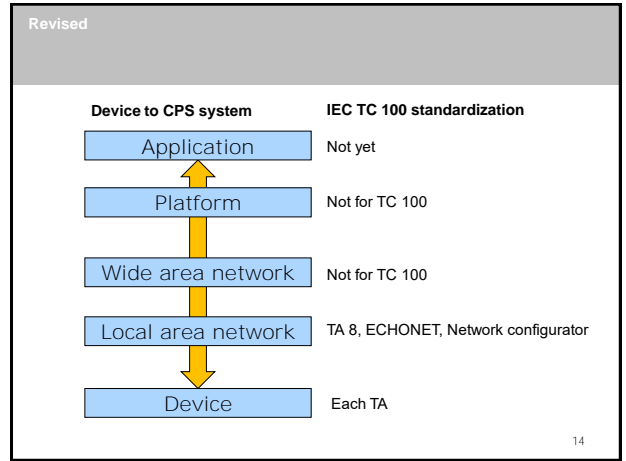 Revised
Device to CPS system IEC TC 100 standardization
Application Not yet
Platform Not for TC 100
Wide area network Not for TC 100
Local area network TA 8, ECHONET, Network configurator
Device Each TA
14